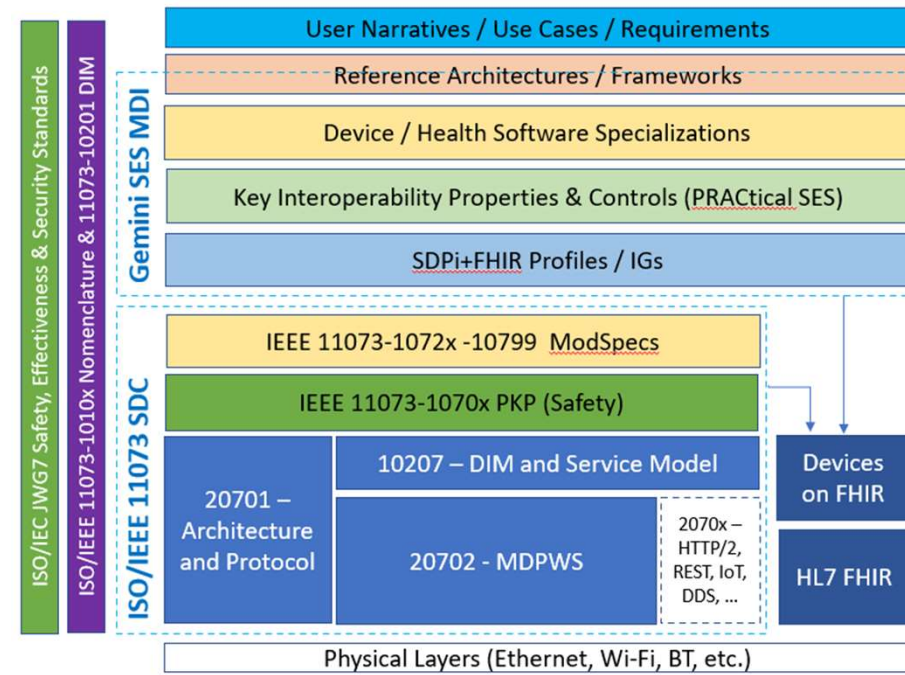 ISO/IEC JWG7 Safety, Effectiveness & Security Standards
ISO/IEEE 11073-1010x Nomenclature & 11073-10201 DIM
User Narratives / Use Cases / Requirements
Gemini SES MDI
Reference Architectures / Frameworks
Device / Health Software Specializations
Key Interoperability Properties & Controls (PRACtical SES)
SDPi+FHIR Profiles / IGs
ISO/IEEE 11073 SDC
IEEE 11073-1072x -10799 ModSpecs
IEEE 11073-1070x PKP (Safety)
20701 –
Architecture
and Protocol
10207 – DIM and Service Model
20702 - MDPWS
2070x –
HTTP/2,
REST, IoT,
DDS, ...
Devices
on FHIR
HL7 FHIR
Physical Layers (Ethernet, Wi-Fi, BT, etc.)